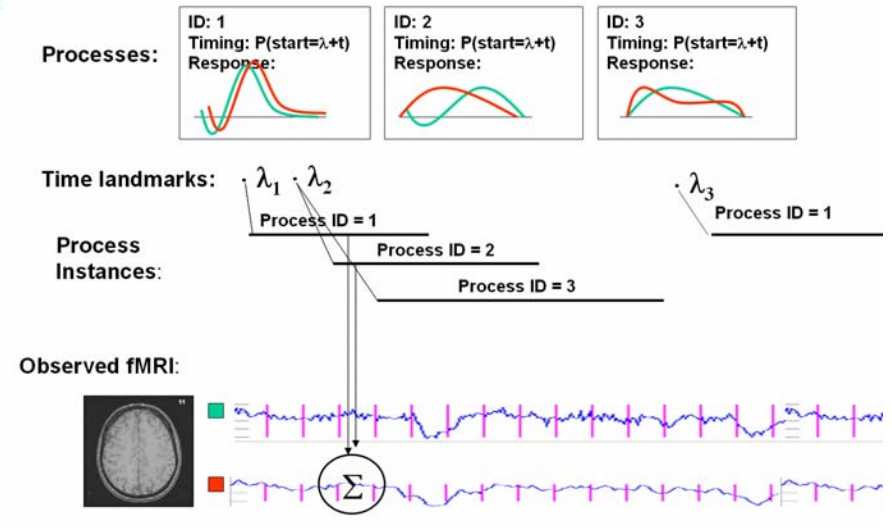 Processes:
ID: 1
Timing: P(start=λ+t)
Response:
ID: 2
Timing: P(start=λ+t)
Response:
ID: 3
Timing: P(start=λ+t)
Response:
Time landmarks:
λ1
λ2
λ3
Process
Instances:
Process ID = 1
Process ID = 2
Process ID = 3
Process ID = 1
Observed fMRI:
Σ